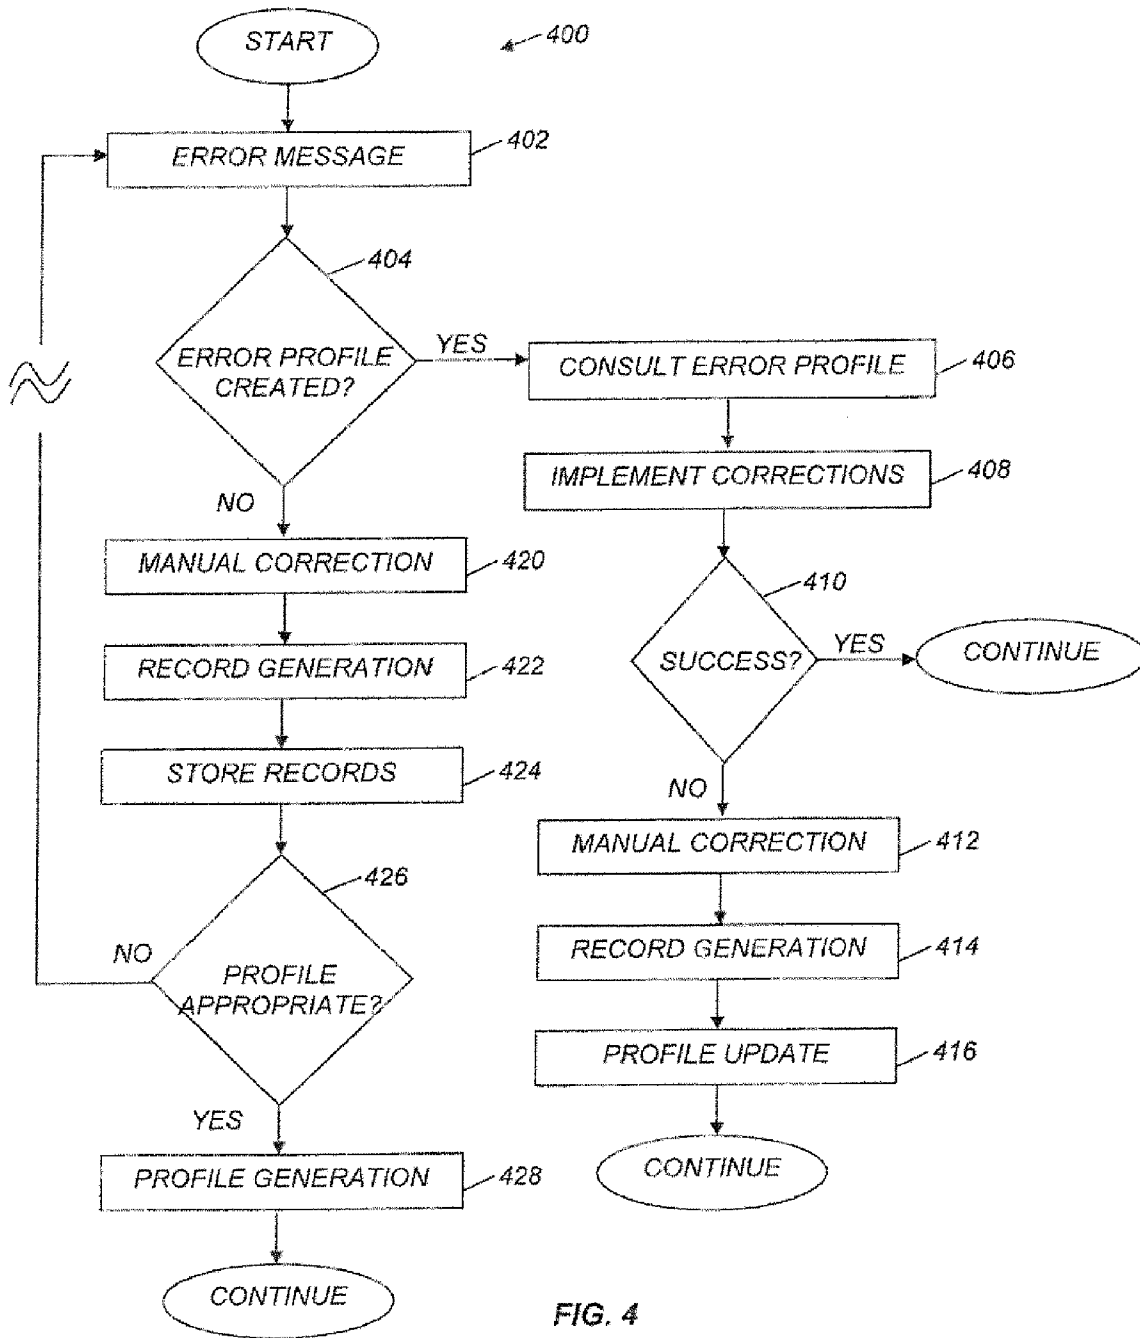 START
400
ERROR MESSAGE
402
404
ERROR PROFILE
CREATED?
YES
CONSULT ERROR PROFILE
406
IMPLEMENT CORRECTIONS
408
NO
MANUAL CORRECTION
420
410
SUCCESS?
YES
CONTINUE
RECORD GENERATION
422
STORE RECORDS
424
NO
MANUAL CORRECTION
412
426
PROFILE
APPROPRIATE?
NO
RECORD GENERATION
414
PROFILE UPDATE
416
YES
PROFILE GENERATION
428
CONTINUE
CONTINUE
FIG. 4